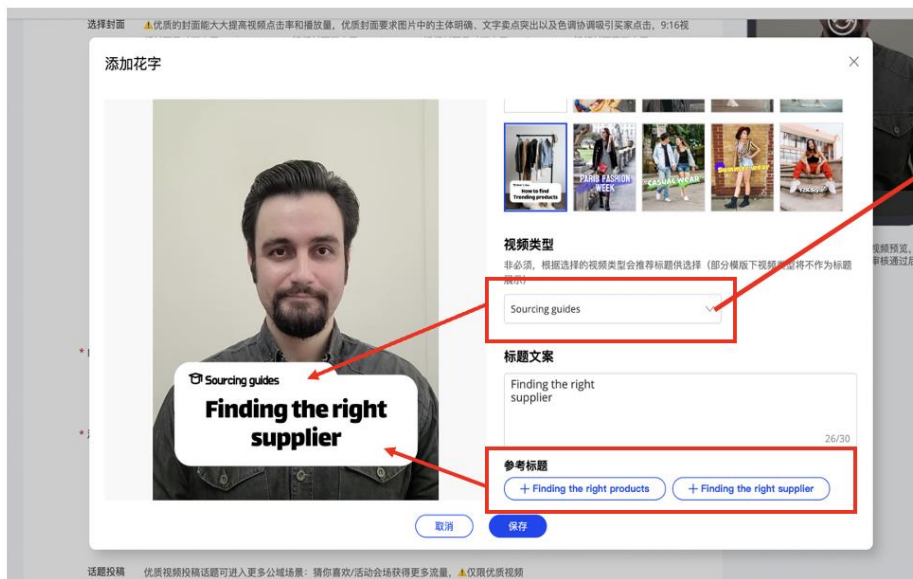 选择封面
⚠优质的封面能大大提高视频点击率和播放量，优质封面要求图片中的主体明确、文字卖点突出以及色调协调吸引买家点击，9:16视
添加花字
How to find
Trending products
PARIS FASHION
WEEK
CASUAL WEAR
Summer wear
视频类型
非必须，根据选择的视频类型会推荐标题供选择（部分模版下视频类型将不作为标题
展示）
视频预览，
审核通过后
Sourcing guides
Sourcing guides
Finding the right
supplier
标题文案
Finding the right
supplier
26/30
参考标题
+ Finding the right products
+ Finding the right supplier
取消
保存
话题投稿
优质视频投稿话题可进入更多公域场景：猜你喜欢/活动会场获得更多流量，⚠仅限优质视频